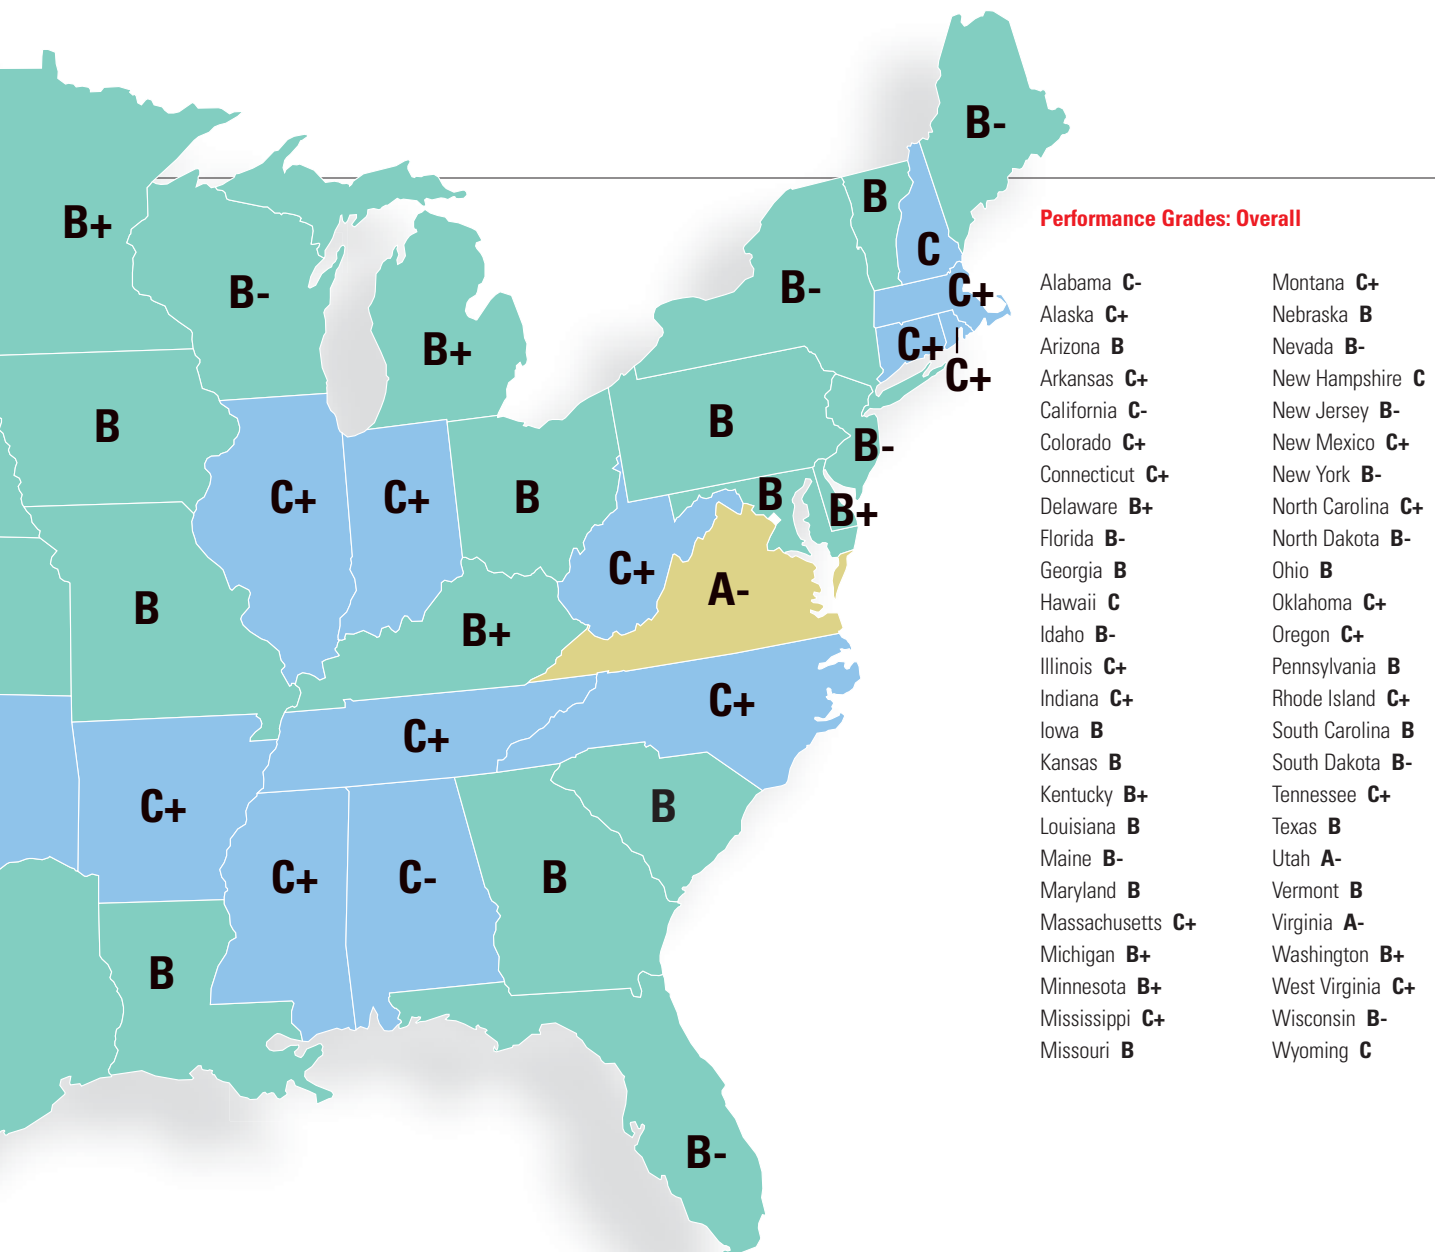 B-
B
B+
C
B-
B-
C+
C+
B+
C+
B
B
B-
B
C+
C+
B
B+
C+
A-
B
B+
C+
C+
C+
B
C+
C-
B
B
B-
Performance Grades: Overall
Alabama C-
Alaska C+
Arizona B
Arkansas C+
California C-
Colorado C+
Connecticut C+
Delaware B+
Florida B-
Georgia B
Hawaii C
Idaho B-
Illinois C+
Indiana C+
Iowa B
Kansas B
Kentucky B+
Louisiana B
Maine B-
Maryland B
Massachusetts C+
Michigan B+
Minnesota B+
Mississippi C+
Missouri B
Montana C+
Nebraska B
Nevada B-
New Hampshire C
New Jersey B-
New Mexico C+
New York B-
North Carolina C+
North Dakota B-
Ohio B
Oklahoma C+
Oregon C+
Pennsylvania B
Rhode Island C+
South Carolina B
South Dakota B-
Tennessee C+
Texas B
Utah A-
Vermont B
Virginia A-
Washington B+
West Virginia C+
Wisconsin B-
Wyoming C